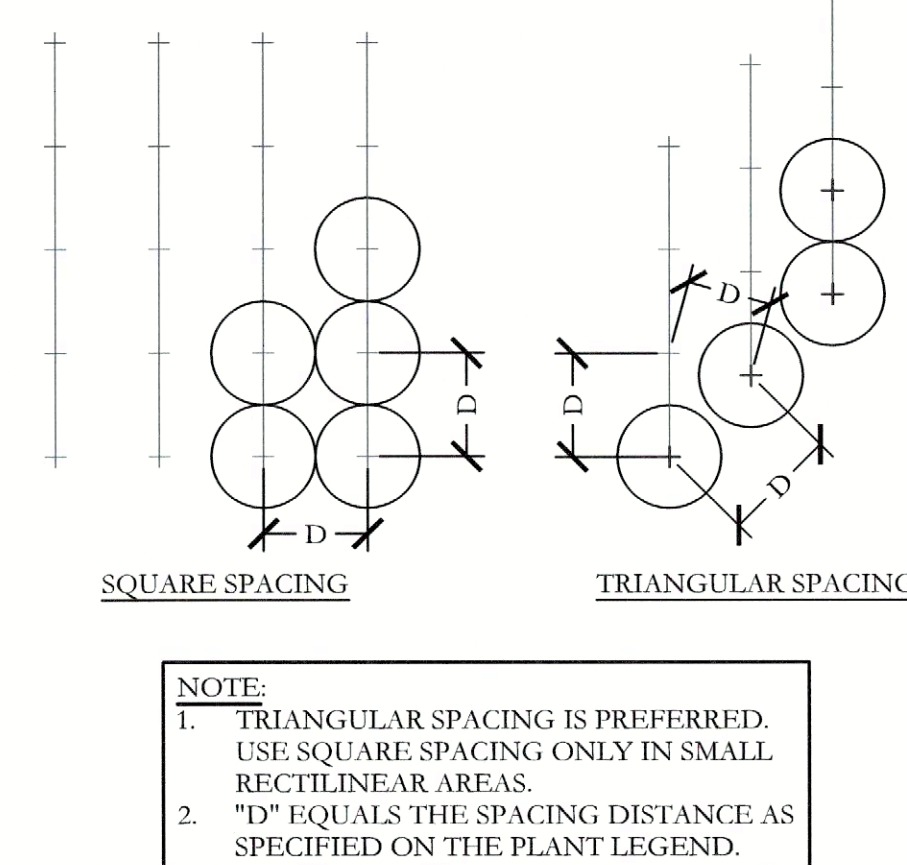 D
D
D
D
D
SQUARE SPACING
TRIANGULAR SPACING
NOTE:
1. TRIANGULAR SPACING IS PREFERRED.
USE SQUARE SPACING ONLY IN SMALL
RECTILINEAR AREAS.
2. "D" EQUALS THE SPACING DISTANCE AS
SPECIFIED ON THE PLANT LEGEND.